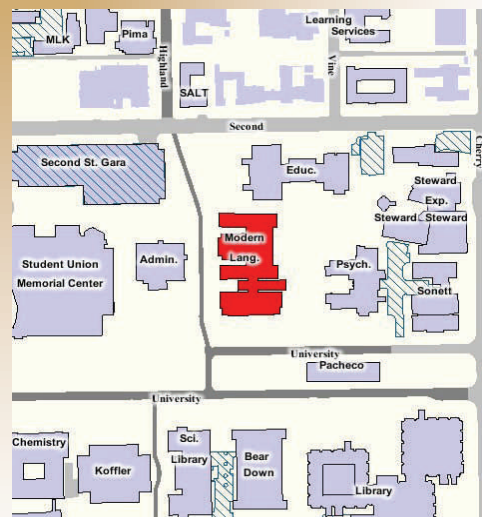 Learning
Services
MLK
Pima
Highland
Vine
SALT
Second
Cherry
Second St. Gara
Educ.
Steward
Exp.
Steward
Steward
Modern
Lang.
Student Union
Memorial Center
Admin.
Psych.
Sonett
University
Pacheco
University
Chemistry
Koffler
Sci.
Library
Bear
Down
Library